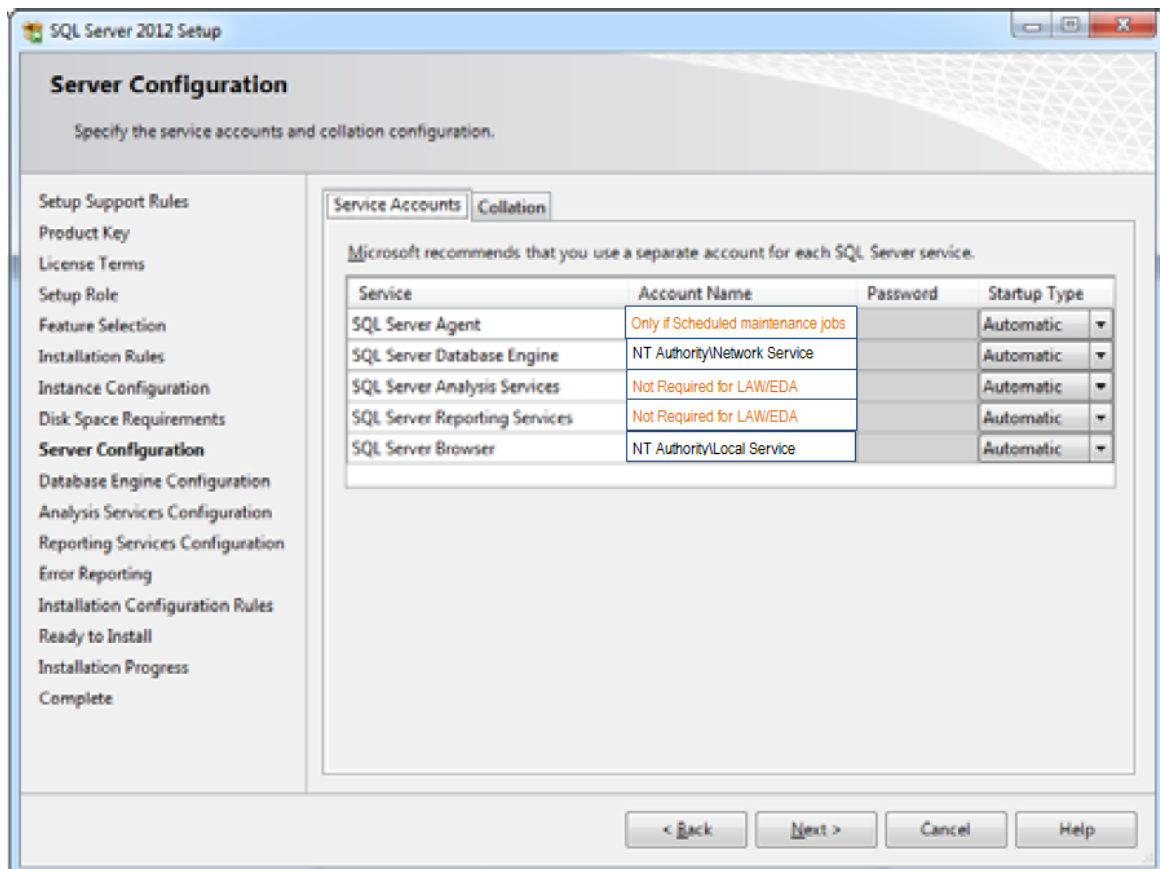 SQL Server 2012 Setup
Server Configuration
Specify the service accounts and collation configuration.
Setup Support Rules
Product Key
License Terms
Setup Role
Feature Selection
Installation Rules
Instance Configuration
Disk Space Requirements
Server Configuration
Database Engine Configuration
Analysis Services Configuration
Reporting Services Configuration
Error Reporting
Installation Configuration Rules
Ready to Install
Installation Progress
Complete
Service Accounts Collation
Microsoft recommends that you use a separate account for each SQL Server service.
Service Account Name Password Startup Type
SQL Server Agent Only if Scheduled maintenance jobs Automatic
SQL Server Database Engine NT Authority\Network Service Automatic
SQL Server Analysis Services Not Required for LAW/EDA Automatic
SQL Server Reporting Services Not Required for LAW/EDA Automatic
SQL Server Browser NT Authority\Local Service Automatic
< Back Next > Cancel Help